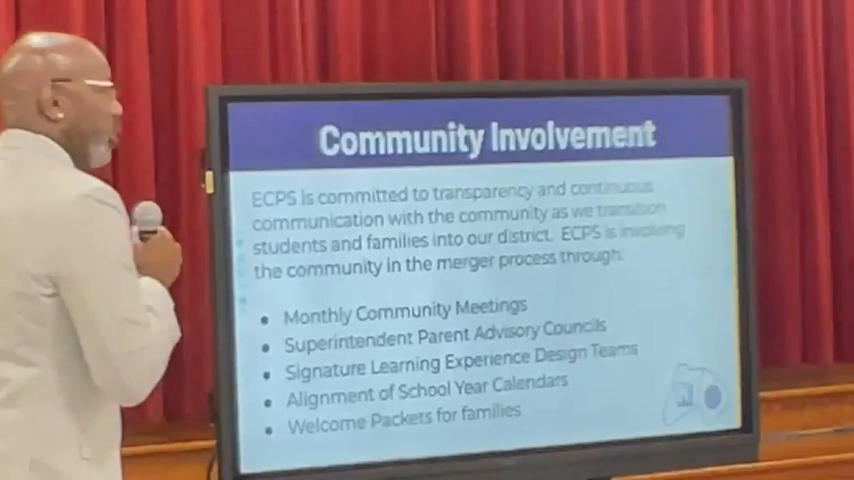 Community Involvement
ECPS is committed to transparency and continuous
communication with the community as we transition
students and families into our district. ECPS is involving
the community in the merger process through:
• Monthly Community Meetings
• Superintendent Parent Advisory Councils
• Signature Learning Experience Design Teams
• Alignment of School Year Calendars
• Welcome Packets for families